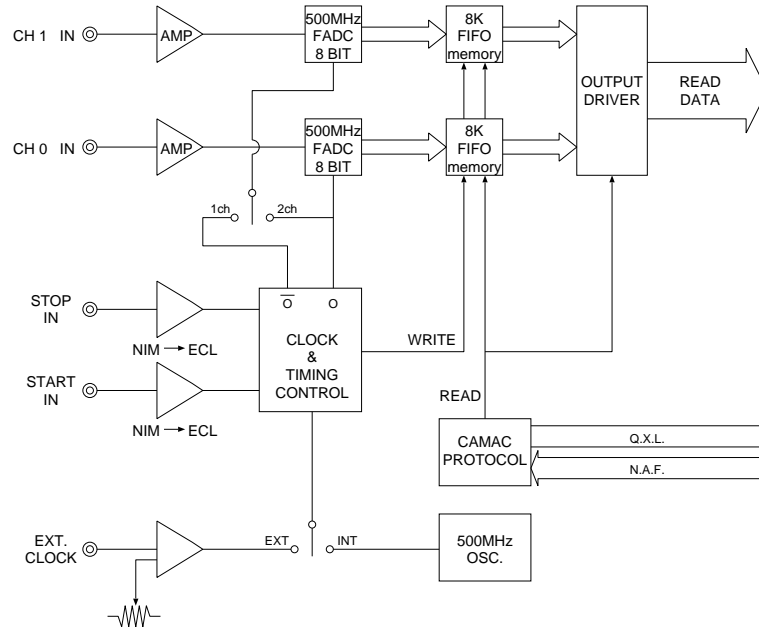 CH 1 IN
AMP
500MHz
FADC
8 BIT
8K
FIFO
memory
OUTPUT
DRIVER
READ
DATA
CH 0 IN
AMP
500MHz
FADC
8 BIT
8K
FIFO
memory
1ch
2ch
STOP
IN
NIM → ECL
O̅
O
CLOCK
&
TIMING
CONTROL
WRITE
START
IN
NIM → ECL
READ
CAMAC
PROTOCOL
Q.X.L.
N.A.F.
EXT.
CLOCK
EXT
INT
500MHz
OSC.